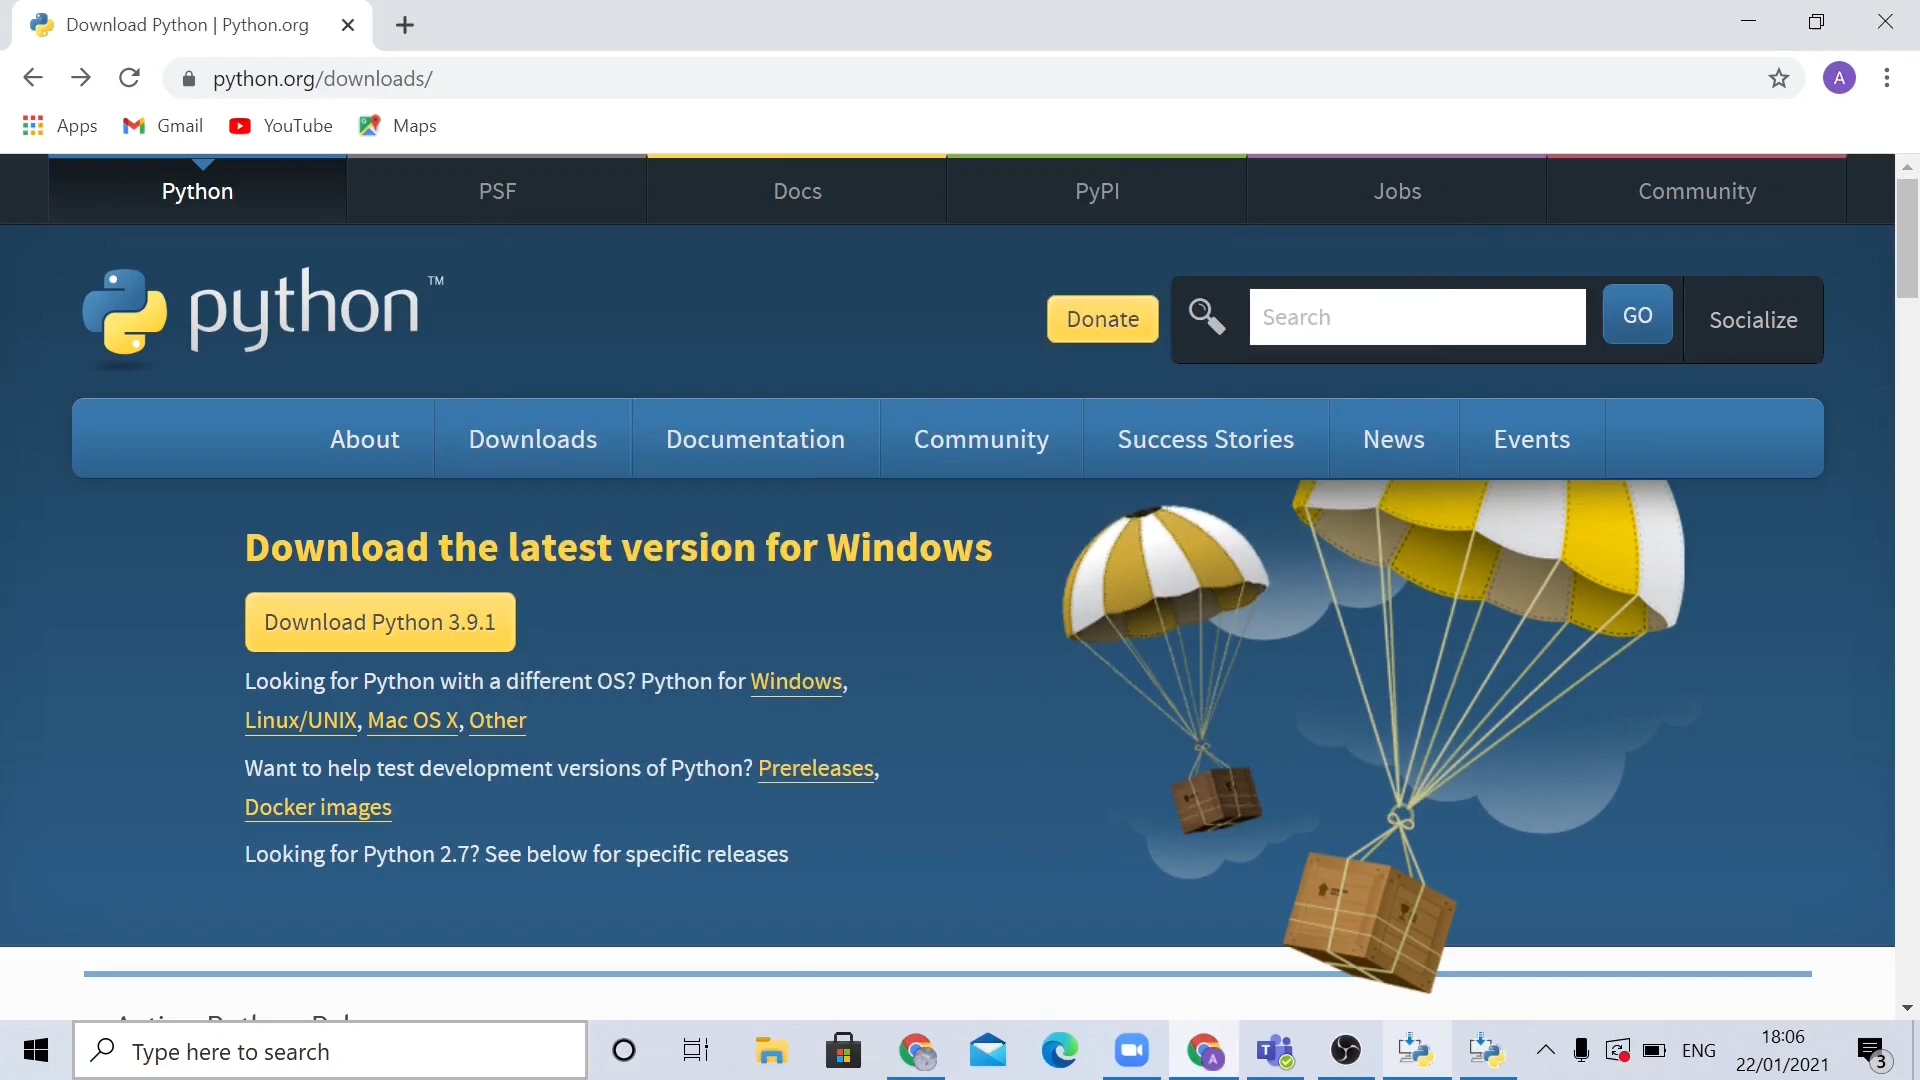 Download Python | Python.org
python.org/downloads/
A
Apps Gmail YouTube Maps
Python PSF Docs PyPI Jobs Community
python™
Donate Search GO Socialize
About Downloads Documentation Community Success Stories News Events
Download the latest version for Windows
Download Python 3.9.1
Looking for Python with a different OS? Python for Windows,
Linux/UNIX, Mac OS X, Other
Want to help test development versions of Python? Prereleases,
Docker images
Looking for Python 2.7? See below for specific releases
Type here to search
ENG
18:06
22/01/2021
3